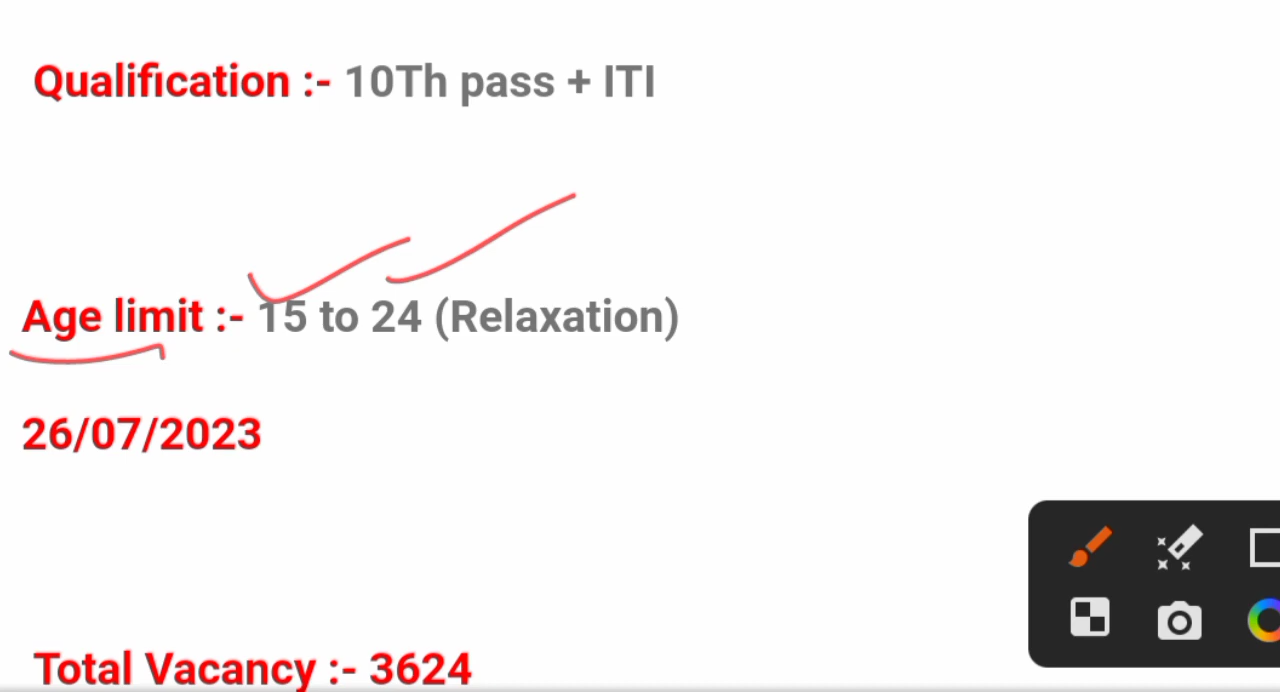 Qualification :- 10Th pass + ITI
Age limit :- 15 to 24 (Relaxation)
26/07/2023
Total Vacancy :- 3624